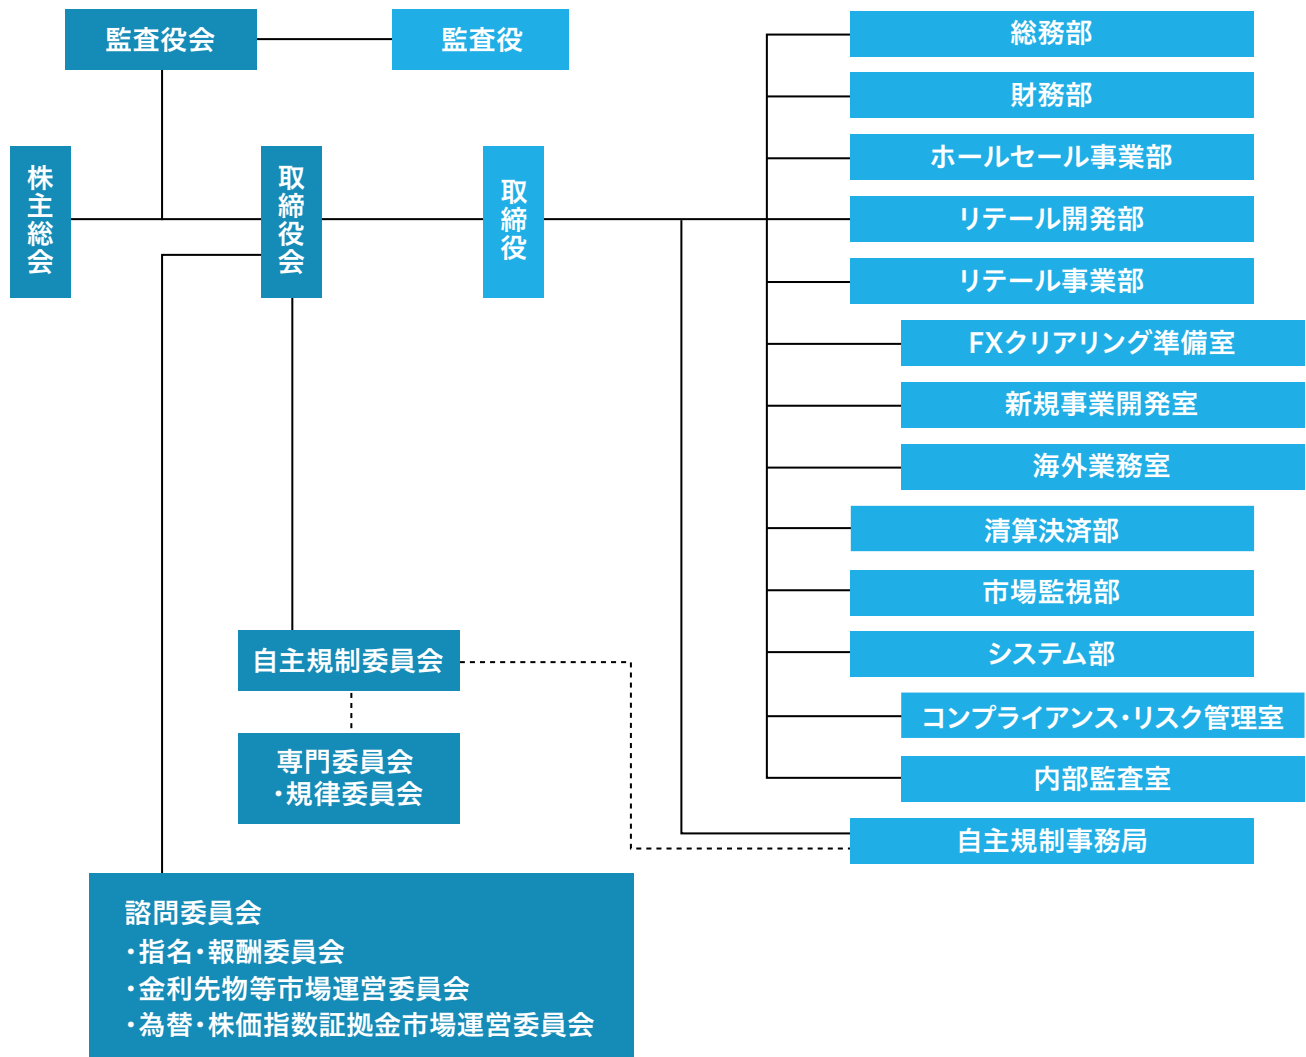 監査役会
監査役
株主総会
取締役会
取締役
総務部
財務部
ホールセール事業部
リテール開発部
リテール事業部
FXクリアリング準備室
新規事業開発室
海外業務室
清算決済部
市場監視部
システム部
コンプライアンス・リスク管理室
内部監査室
自主規制事務局
自主規制委員会
専門委員会
・規律委員会
諮問委員会
・指名・報酬委員会
・金利先物等市場運営委員会
・為替・株価指数証拠金市場運営委員会